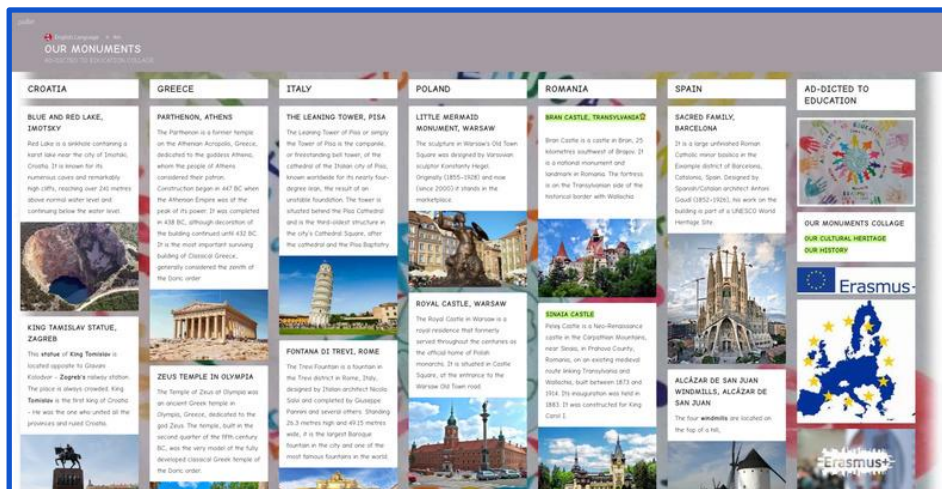 padlet
English Language
OUR MONUMENTS
AD-DICTED TO EDUCATION COLLAGE
CROATIA
BLUE AND RED LAKE,
IMOTSKY
Red Lake is a sinkhole containing a
karst lake near the city of Imotski,
Croatia. It is known for its
numerous caves and remarkably
high cliffs, reaching over 241 metres
above normal water level and
continuing below the water level.
KING TAMISLAV STATUE,
ZAGREB
This statue of King Tomislav is
located opposite to Glavani
Kolodvor - Zagreb's railway station.
The place is always crowded. King
Tomislav is the first king of Croatia
- He was the one who united all the
provinces and ruled Croatia.
GREECE
PARTHENON, ATHENS
The Parthenon is a former temple
on the Athenian Acropolis, Greece,
dedicated to the goddess Athena,
whom the people of Athens
considered their patron.
Construction began in 447 BC when
the Athenian Empire was at the
peak of its power. It was completed
in 438 BC, although decoration of
the building continued until 432 BC.
It is the most important surviving
building of Classical Greece,
generally considered the zenith of
the Doric order
ZEUS TEMPLE IN OLYMPIA
The Temple of Zeus at Olympia was
an ancient Greek temple in
Olympia, Greece, dedicated to the
god Zeus. The temple, built in the
second quarter of the fifth century
BC, was the very model of the fully
developed classical Greek temple of
the Doric order.
ITALY
THE LEANING TOWER, PISA
The Leaning Tower of Pisa or simply
the Tower of Pisa is the campanile,
or freestanding bell tower, of the
cathedral of the Italian city of Pisa,
known worldwide for its nearly four-
degree lean, the result of an
unstable foundation. The tower is
situated behind the Pisa Cathedral
and is the third-oldest structure in
the city's Cathedral Square, after
the cathedral and the Pisa Baptistry.
FONTANA DI TREVI, ROME
The Trevi Fountain is a fountain in
the Trevi district in Rome, Italy,
designed by Italian architect Nicola
Salvi and completed by Giuseppe
Pannini and several others. Standing
26.3 metres high and 49.15 metres
wide, it is the largest Baroque
fountain in the city and one of the
most famous fountains in the world.
POLAND
LITTLE MERMAID
MONUMENT, WARSAW
The sculpture in Warsaw's Old Town
Square was designed by Varsovian
sculptor Konstanty Hegel.
Originally (1855-1928) and now
(since 2000) it stands in the
marketplace.
ROYAL CASTLE, WARSAW
The Royal Castle in Warsaw is a
royal residence that formerly
served throughout the centuries as
the official home of Polish
monarchs. It is situated in Castle
Square, at the entrance to the
Warsaw Old Town road.
ROMANIA
BRAN CASTLE, TRANSYLVANIA
Bran Castle is a castle in Bran, 25
kilometres southwest of Brașov. It
is a national monument and
landmark in Romania. The fortress
is on the Transylvanian side of the
historical border with Wallachia
SINAIA CASTLE
Peleș Castle is a Neo-Renaissance
castle in the Carpathian Mountains,
near Sinaia, in Prahova County,
Romania, on an existing medieval
route linking Transylvania and
Wallachia, built between 1873 and
1914. Its inauguration was held in
1883. It was constructed for King
Carol I.
SPAIN
SACRED FAMILY,
BARCELONA
It is a large unfinished Roman
Catholic minor basilica in the
Eixample district of Barcelona,
Catalonia, Spain. Designed by
Spanish/Catalan architect Antoni
Gaudí (1852-1926), his work on the
building is part of a UNESCO World
Heritage Site.
ALCÁZAR DE SAN JUAN
WINDMILLS, ALCÁZAR DE
SAN JUAN
The four windmills are located on
the top of a hill,
AD-DICTED TO
EDUCATION
OUR MONUMENTS COLLAGE
OUR CULTURAL HERITAGE
OUR HISTORY
Erasmus+
Erasmus+